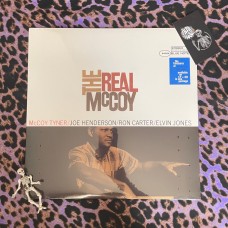 THE REAL
McCOY
McCOY TYNER/JOE HENDERSON/RON CARTER/ELVIN JONES